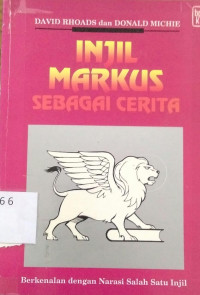 DAVID RHOADS dan DONALD MICHIE
INJIL
MARKUS
SEBAGAI CERITA
66
Berkenalan dengan Narasi Salah Satu Injil